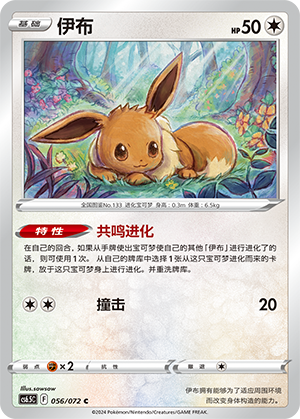 基础 伊布 HP50
全国图鉴No.133 进化宝可梦 身高：0.3m 体重：6.5kg
特性 共鸣进化
在自己的回合，如果从手牌使出宝可梦使自己的其他「伊布」进行进化了的
话，则可使用1次。 从自己的牌库中选择1张从这只宝可梦进化而来的卡
牌，放于这只宝可梦身上进行进化。并重洗牌库。
撞击 20
弱点 ×2 抵抗力 撤退
Illus.sowsow
CS6.5C F 056/072 C
伊布拥有能够为了适应周围环境
而改变身体构造的能力。
©2024 Pokémon/Nintendo/Creatures/GAME FREAK.